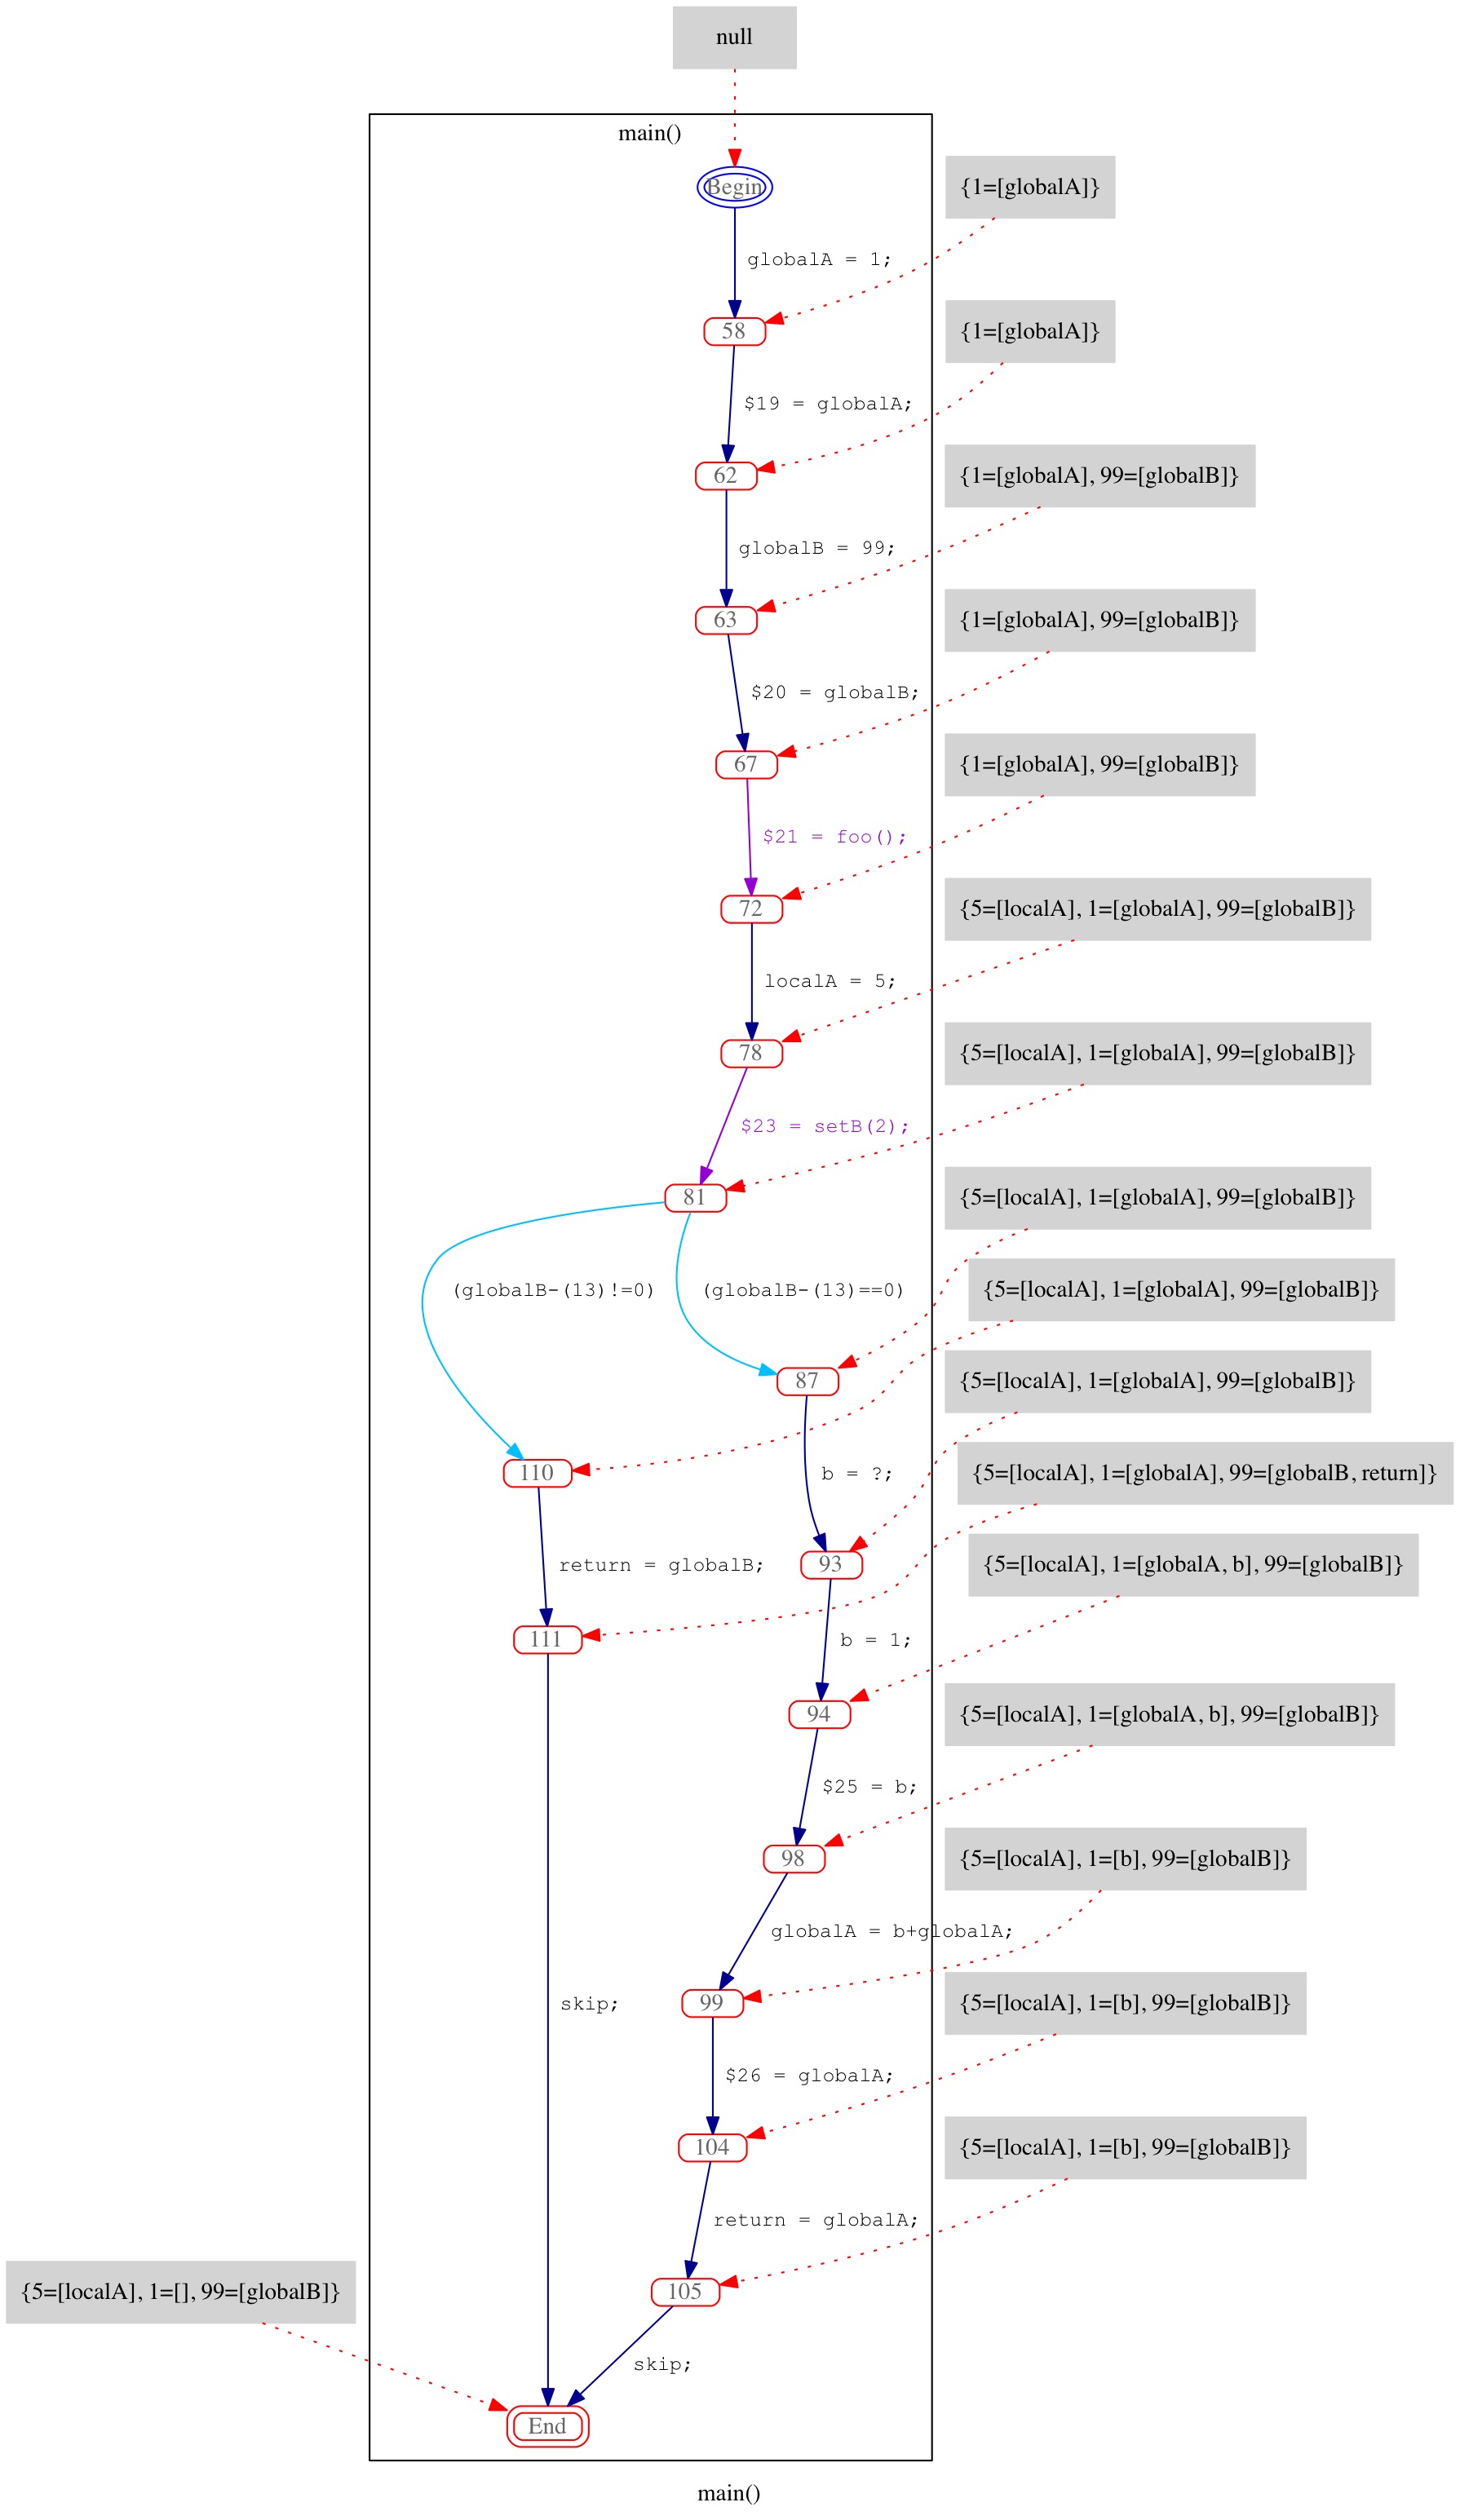 null
main()
Begin
{1=[globalA]}
globalA = 1;
58
{1=[globalA]}
$19 = globalA;
62
{1=[globalA], 99=[globalB]}
globalB = 99;
63
{1=[globalA], 99=[globalB]}
$20 = globalB;
67
{1=[globalA], 99=[globalB]}
$21 = foo();
72
{5=[localA], 1=[globalA], 99=[globalB]}
localA = 5;
78
{5=[localA], 1=[globalA], 99=[globalB]}
$23 = setB(2);
81
{5=[localA], 1=[globalA], 99=[globalB]}
(globalB-(13)!=0)
(globalB-(13)==0)
{5=[localA], 1=[globalA], 99=[globalB]}
87
{5=[localA], 1=[globalA], 99=[globalB]}
110
b = ?;
{5=[localA], 1=[globalA], 99=[globalB, return]}
return = globalB;
93
{5=[localA], 1=[globalA, b], 99=[globalB]}
111
b = 1;
94
{5=[localA], 1=[globalA, b], 99=[globalB]}
$25 = b;
98
{5=[localA], 1=[b], 99=[globalB]}
globalA = b+globalA;
skip;
99
{5=[localA], 1=[b], 99=[globalB]}
$26 = globalA;
104
{5=[localA], 1=[b], 99=[globalB]}
return = globalA;
{5=[localA], 1=[], 99=[globalB]}
105
skip;
End
main()